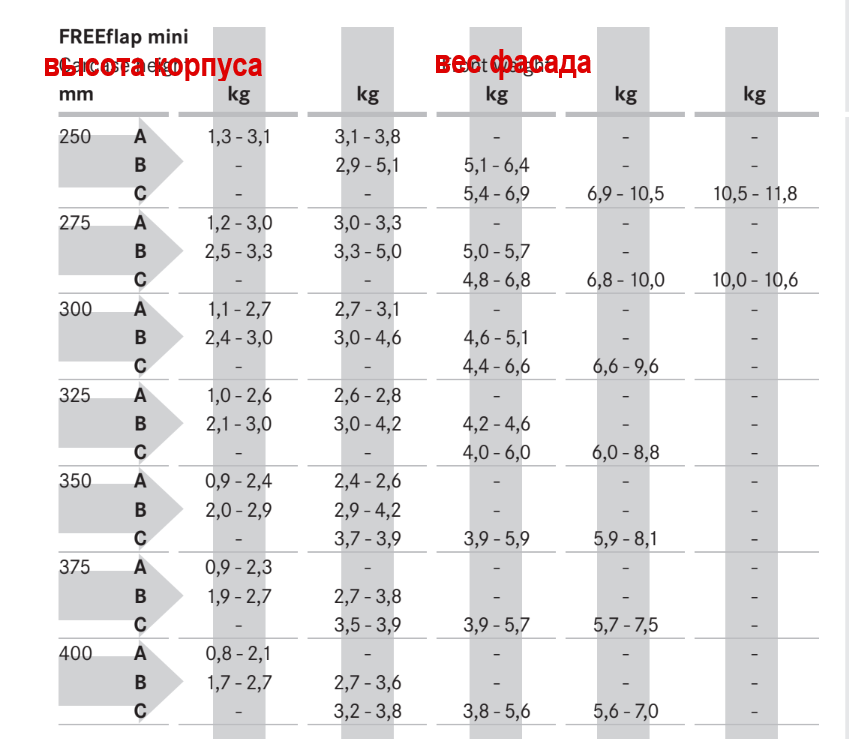 FREEflap mini
Carcase height Front weight
высота корпуса вес фасада
mm kg kg kg kg kg
250 A 1,3 – 3,1 3,1 – 3,8 – – –
B – 2,9 – 5,1 5,1 – 6,4 – –
C – – 5,4 – 6,9 6,9 – 10,5 10,5 – 11,8
275 A 1,2 – 3,0 3,0 – 3,3 – – –
B 2,5 – 3,3 3,3 – 5,0 5,0 – 5,7 – –
C – – 4,8 – 6,8 6,8 – 10,0 10,0 – 10,6
300 A 1,1 – 2,7 2,7 – 3,1 – – –
B 2,4 – 3,0 3,0 – 4,6 4,6 – 5,1 – –
C – – 4,4 – 6,6 6,6 – 9,6 –
325 A 1,0 – 2,6 2,6 – 2,8 – – –
B 2,1 – 3,0 3,0 – 4,2 4,2 – 4,6 – –
C – – 4,0 – 6,0 6,0 – 8,8 –
350 A 0,9 – 2,4 2,4 – 2,6 – – –
B 2,0 – 2,9 2,9 – 4,2 – – –
C – 3,7 – 3,9 3,9 – 5,9 5,9 – 8,1 –
375 A 0,9 – 2,3 – – – –
B 1,9 – 2,7 2,7 – 3,8 – – –
C – 3,5 – 3,9 3,9 – 5,7 5,7 – 7,5 –
400 A 0,8 – 2,1 – – – –
B 1,7 – 2,7 2,7 – 3,6 – – –
C – 3,2 – 3,8 3,8 – 5,6 5,6 – 7,0 –